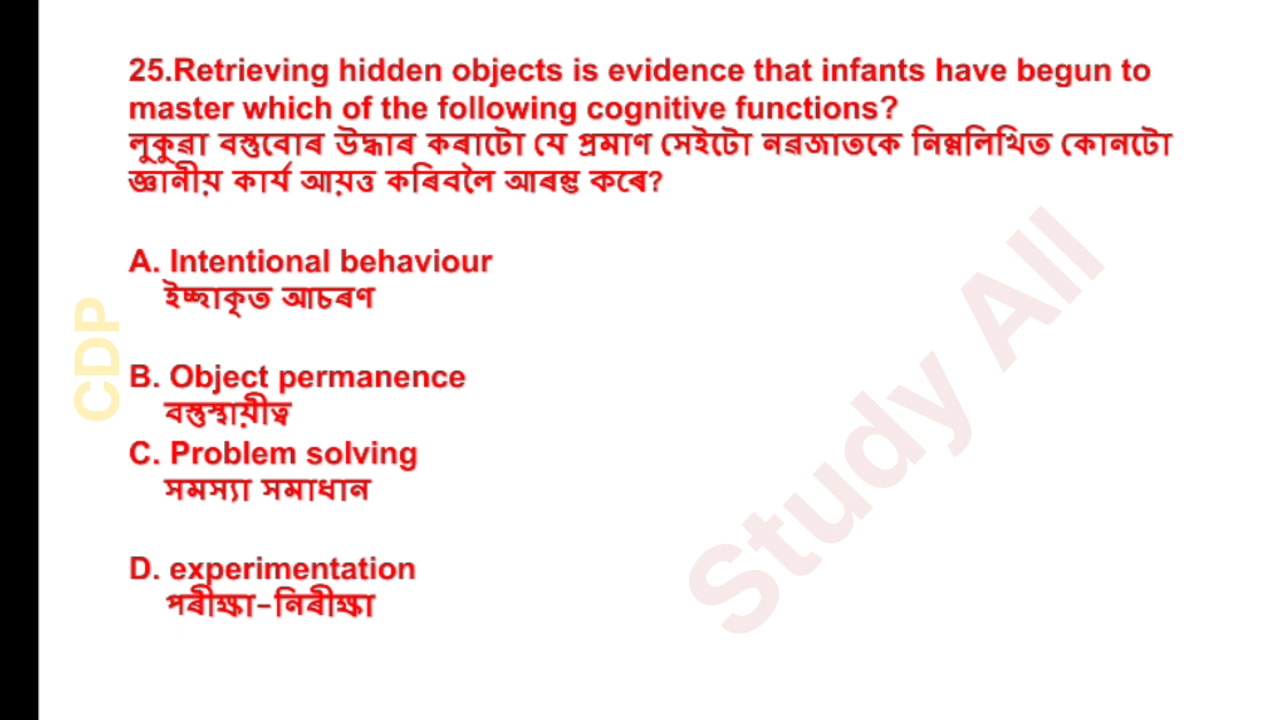 25.Retrieving hidden objects is evidence that infants have begun to
master which of the following cognitive functions?
লুকুৱা বস্তুবোৰ উদ্ধাৰ কৰাটো যে প্ৰমাণ সেইটো নৱজাতকে নিম্নলিখিত কোনটো
জ্ঞানীয় কাৰ্য আয়ত্ত কৰিবলৈ আৰম্ভ কৰে?
A. Intentional behaviour
ইচ্ছাকৃত আচৰণ
B. Object permanence
বস্তুস্থায়ীত্ব
C. Problem solving
সমস্যা সমাধান
D. experimentation
পৰীক্ষা-নিৰীক্ষা
CDP
Study All